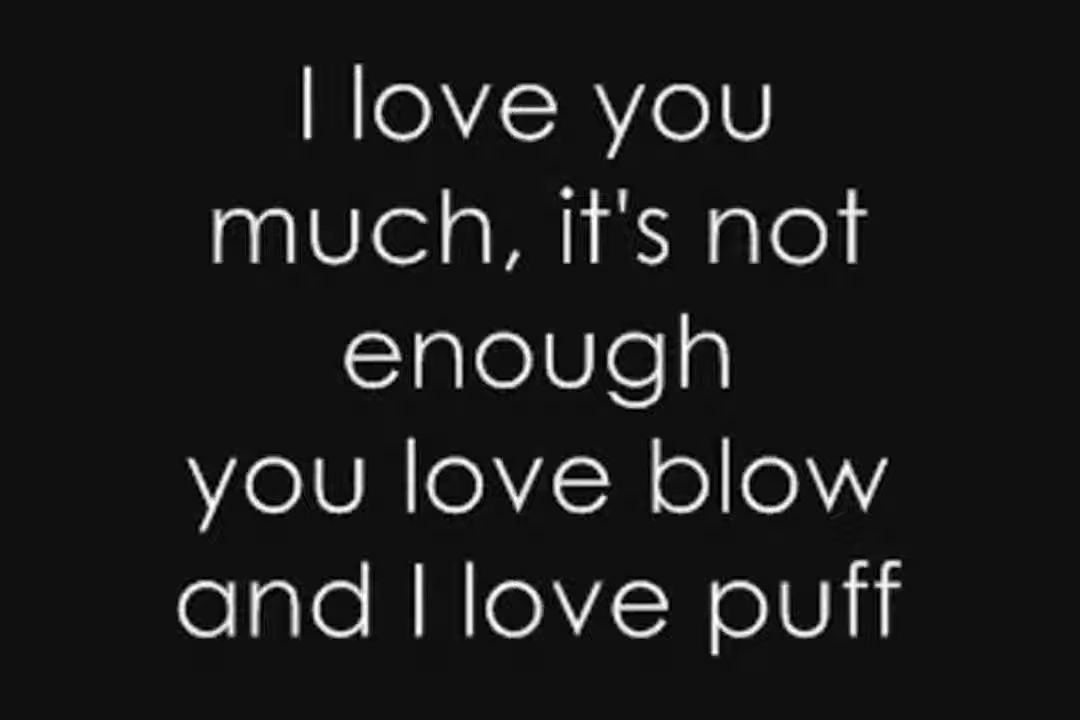 I love you
much, it's not
enough
you love blow
and I love puff